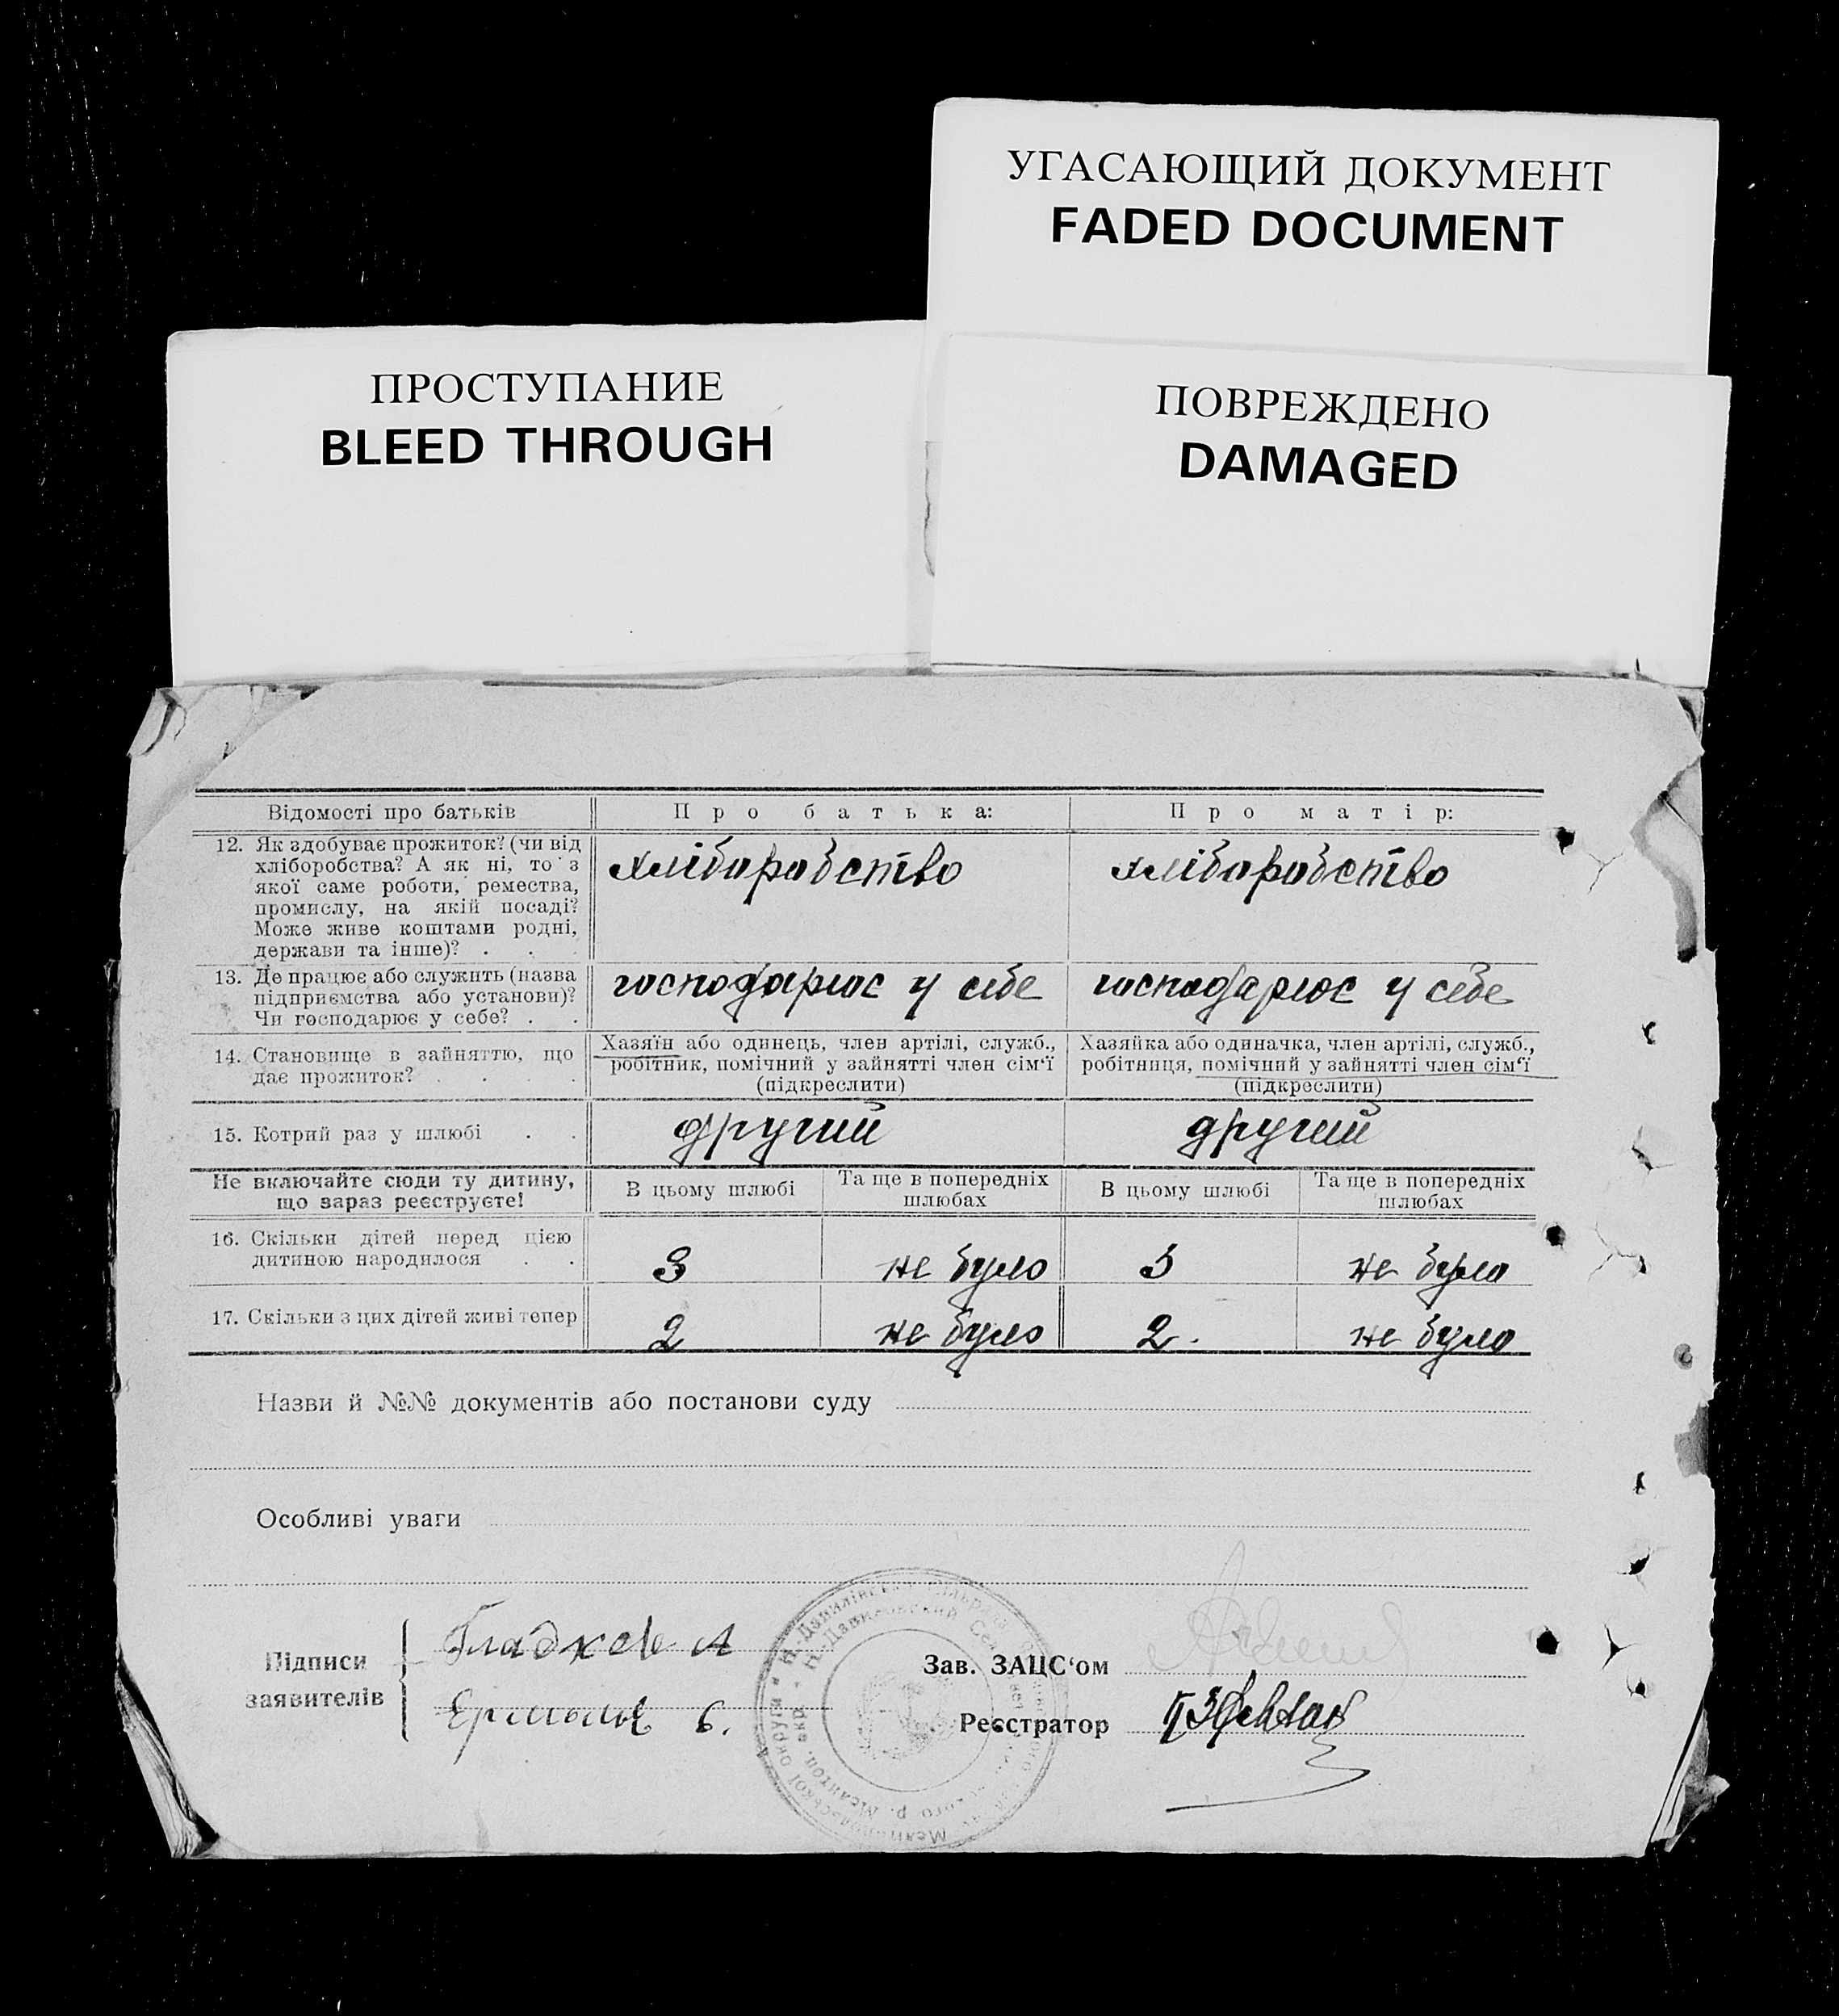 УГАСАЮЩИЙ ДОКУМЕНТ
FADED DOCUMENT
ПРОСТУПАНИЕ
BLEED THROUGH
ПОВРЕЖДЕНО
DAMAGED
Відомості про батьків
Про батька:
Про матір:
12. Як здобуває прожиток? (чи від
хліборобства? А як ні, то з
якої саме роботи, ремества,
промислу, на якій посаді?
Може живе коштами родні,
держави та інше)? . . .
хліборобство
хліборобство
13. Де працює або служить (назва
підприємства або установи)?
Чи господарює у себе? . .
господарює у себе
господарює у себе
14. Становище в зайняттю, що
дає прожиток? . . . .
Хазяїн або одинець, член артілі, служб.,
робітник, помічний у зайнятті член сім‘ї
(підкреслити)
Хазяйка або одиначка, член артілі, служб.,
робітниця, помічний у зайнятті член сім‘ї
(підкреслити)
15. Котрий раз у шлюбі . .
другий
другий
Не включайте сюди ту дитину,
що зараз реєструєте!
В цьому шлюбі
Та ще в попередніх
шлюбах
В цьому шлюбі
Та ще в попередніх
шлюбах
16. Скільки дітей перед цією
дитиною народилося . .
3
не було
3
не було
17. Скільки з цих дітей живі тепер
2
не було
2.
не було
Назви й №№ документів або постанови суду
Особливі уваги
Підписи
заявителів
Гладков А
Зав. ЗАЦС‘ом
Реєстратор